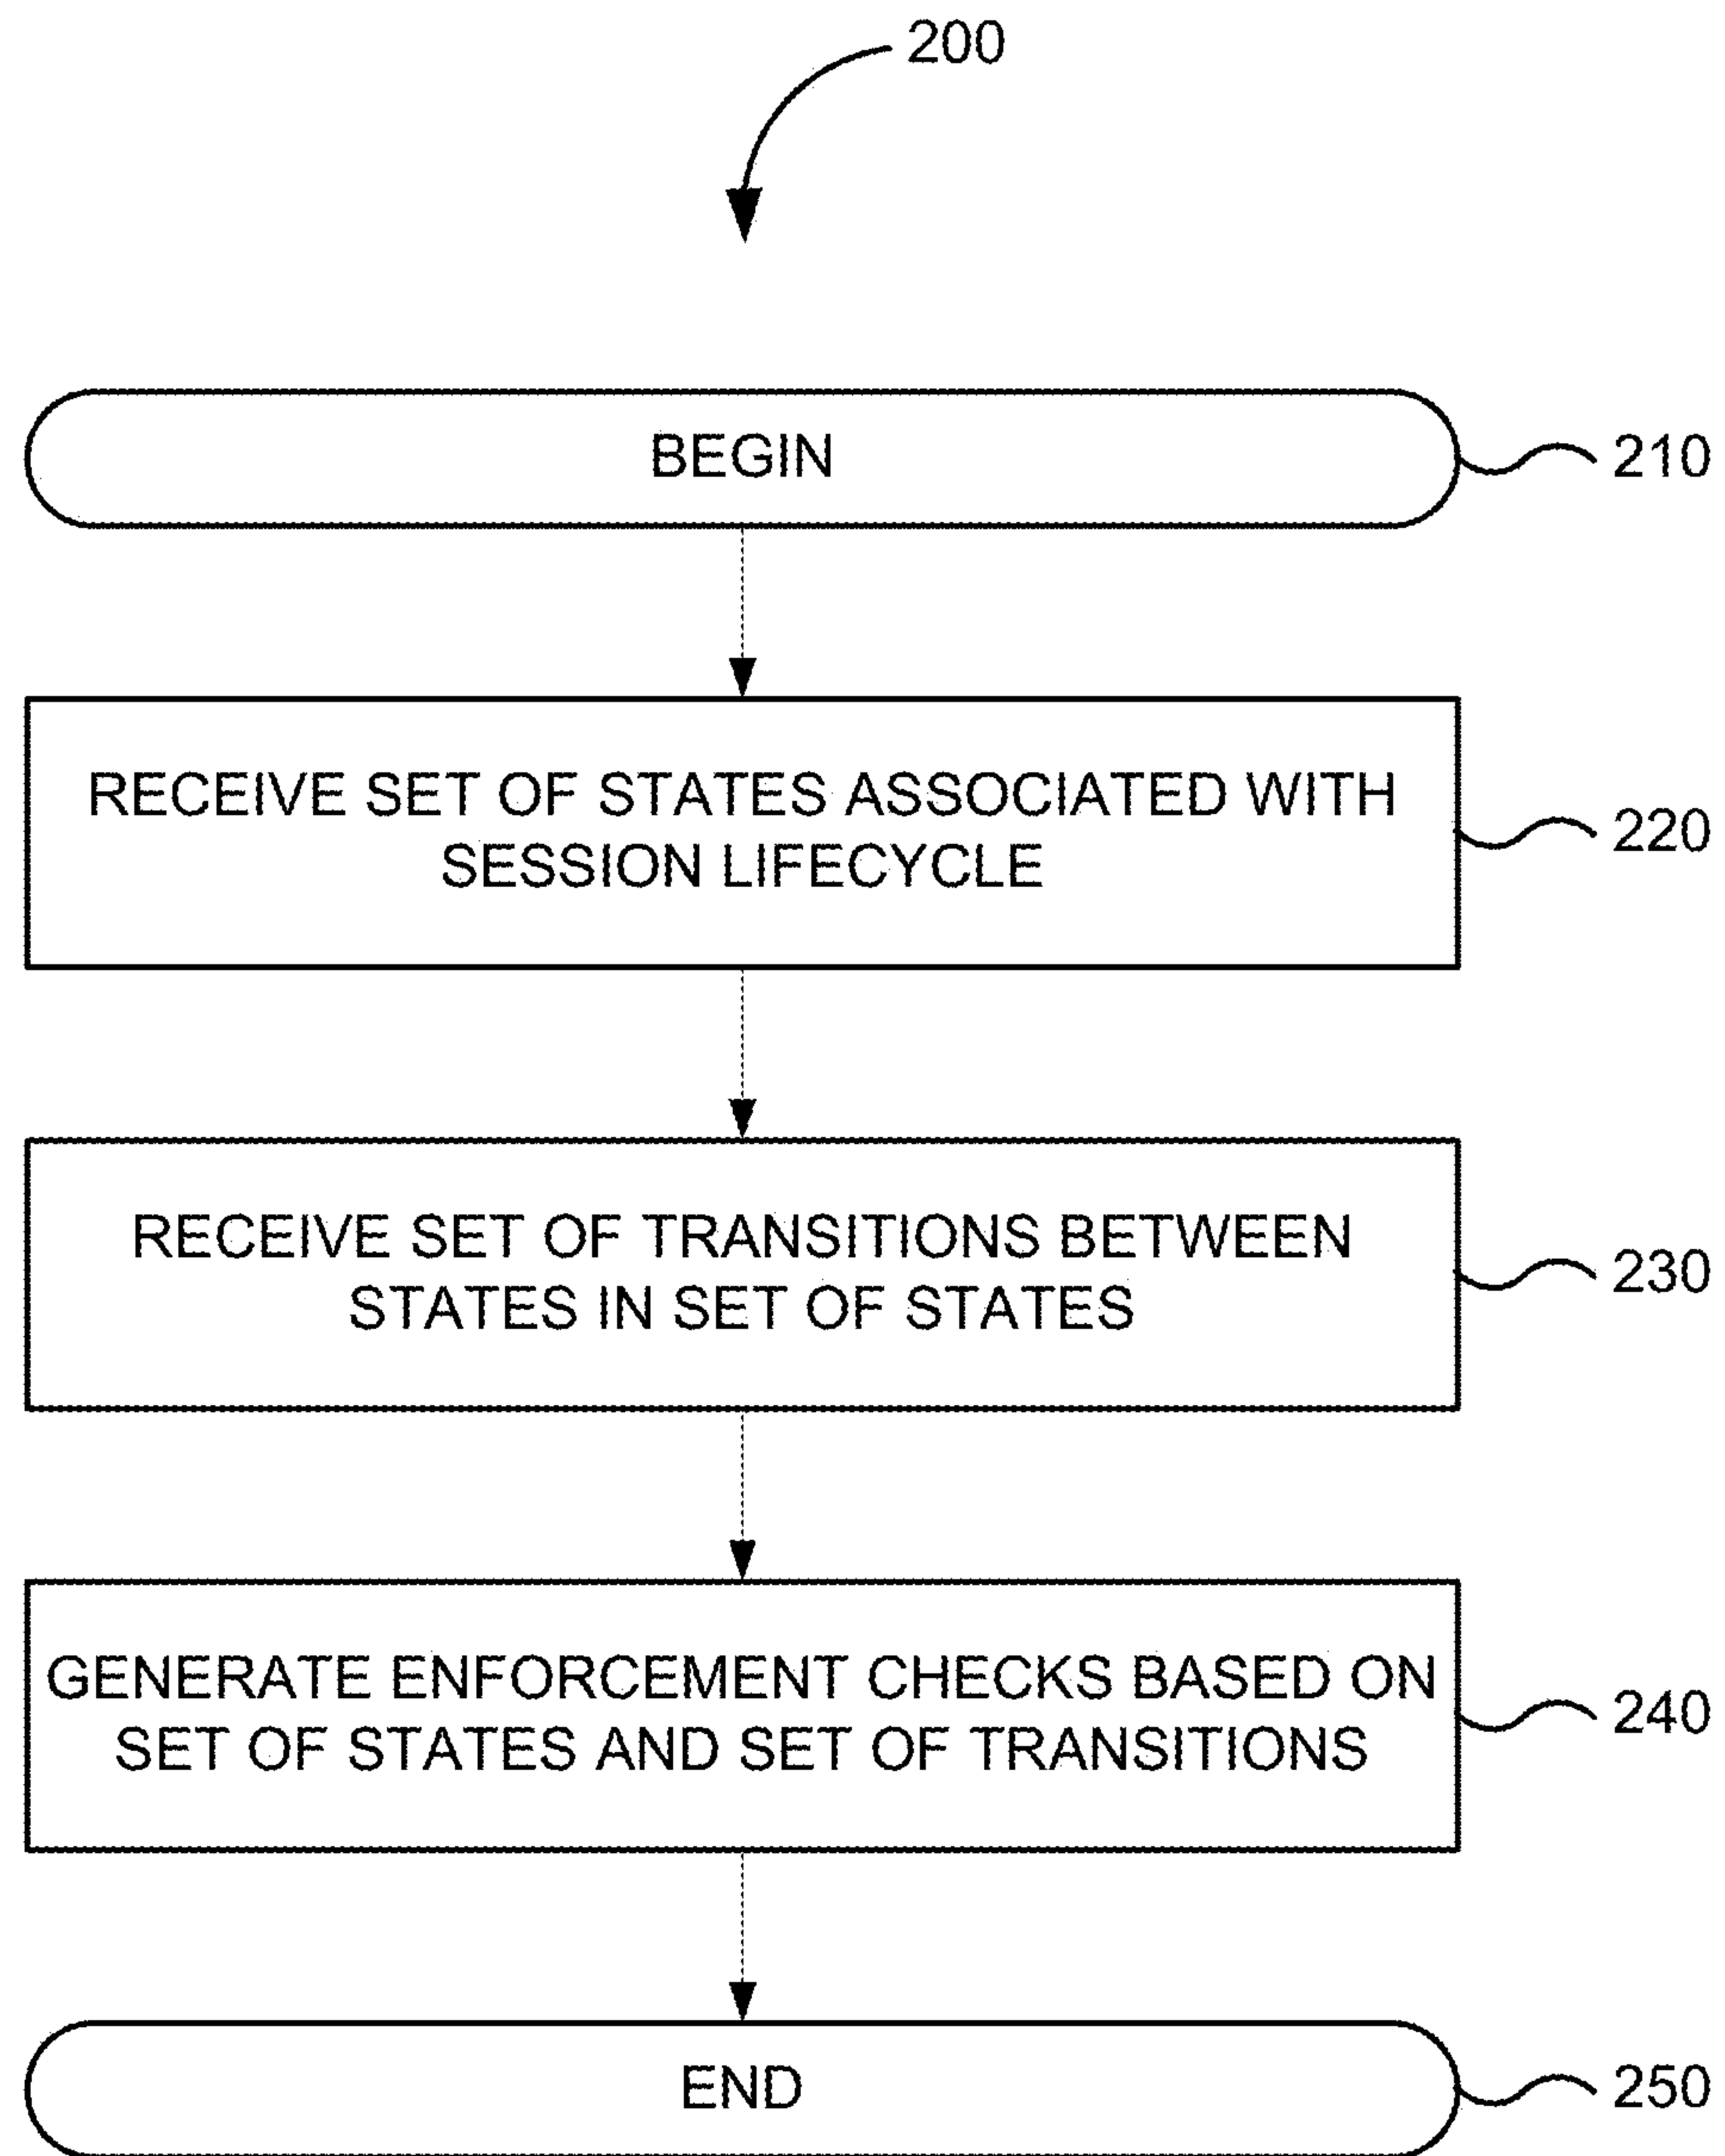 200
BEGIN
210
RECEIVE SET OF STATES ASSOCIATED WITH
SESSION LIFECYCLE
220
RECEIVE SET OF TRANSITIONS BETWEEN
STATES IN SET OF STATES
230
GENERATE ENFORCEMENT CHECKS BASED ON
SET OF STATES AND SET OF TRANSITIONS
240
END
250